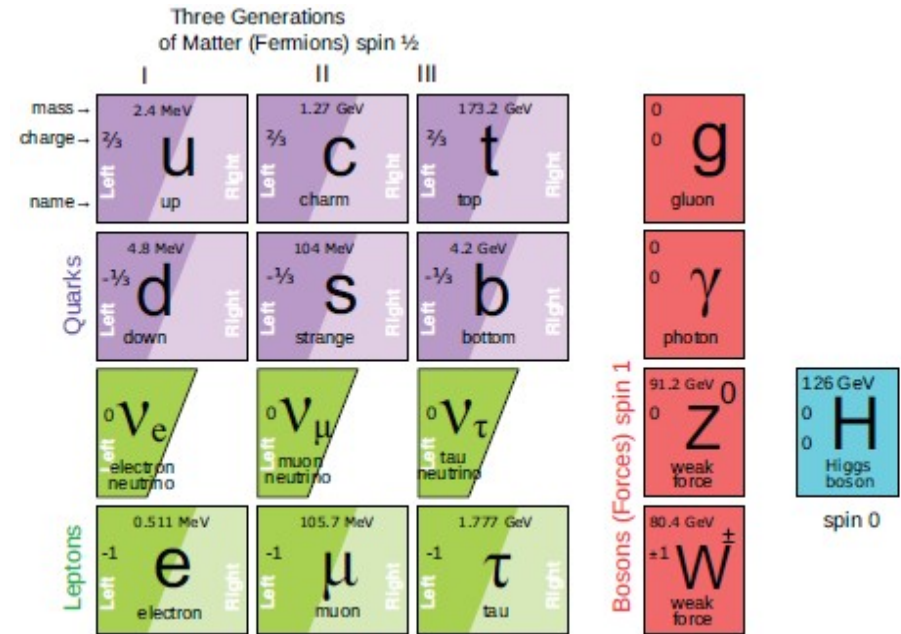 Three Generations
of Matter (Fermions) spin ½
I II III
mass→
charge→
name→
2.4 MeV
⅔
u
Left
Right
up
1.27 GeV
⅔
c
Left
Right
charm
173.2 GeV
⅔
t
Left
Right
top
Quarks
4.8 MeV
-⅓
d
Left
Right
down
104 MeV
-⅓
s
Left
Right
strange
4.2 GeV
-⅓
b
Left
Right
bottom
0
νe
Left
electron
neutrino
0
νμ
Left
muon
neutrino
0
ντ
Left
tau
neutrino
Leptons
0.511 MeV
-1
e
Left
Right
electron
105.7 MeV
-1
μ
Left
Right
muon
1.777 GeV
-1
τ
Left
Right
tau
Bosons (Forces) spin 1
0
0
g
gluon
0
0
γ
photon
91.2 GeV
0
Z0
weak
force
80.4 GeV
±1
W±
weak
force
126 GeV
0
0
H
Higgs
boson
spin 0